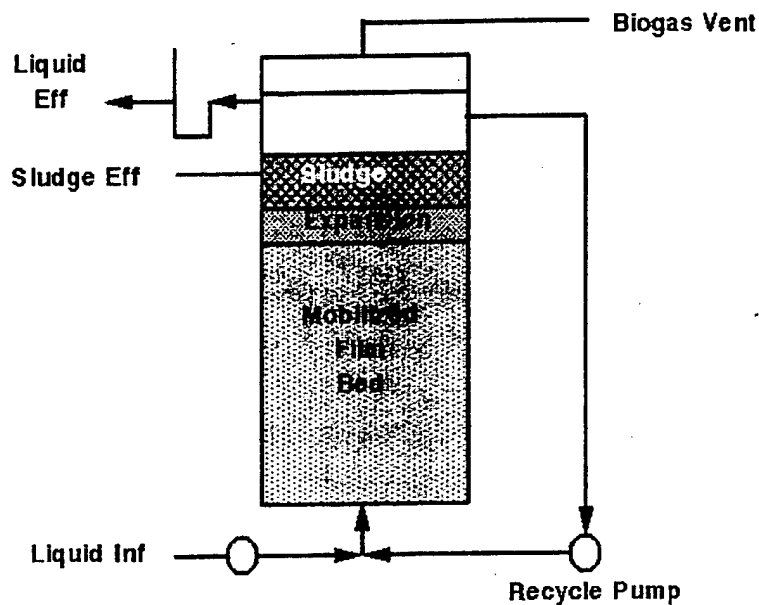 Biogas Vent
Liquid
Eff
Sludge Eff
Sludge
Expansion
Mobilized
Film
Bed
Liquid Inf
Recycle Pump